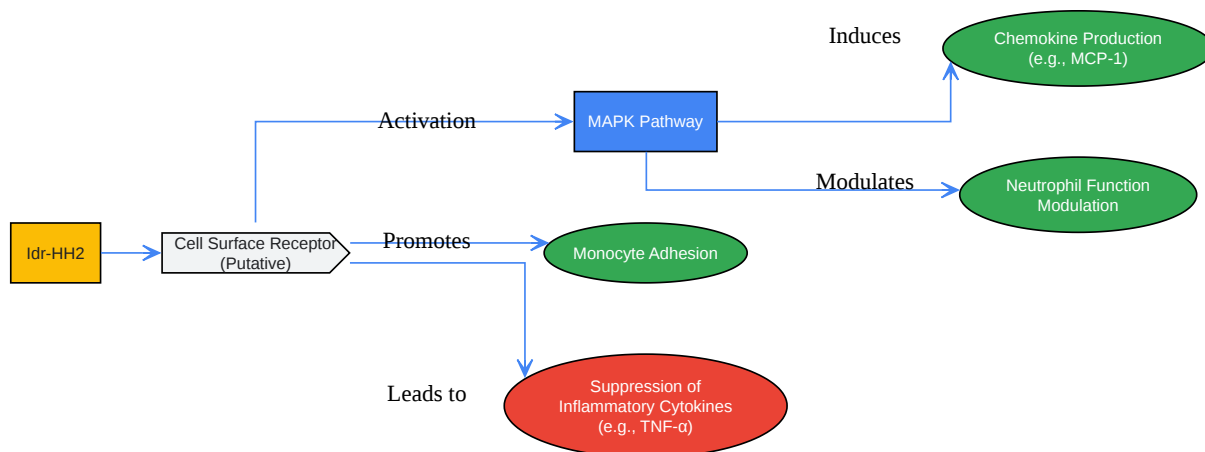 Induces
Chemokine Production
(e.g., MCP-1)
Activation
MAPK Pathway
Modulates
Neutrophil Function
Modulation
Idr-HH2
Cell Surface Receptor
(Putative)
Promotes
Monocyte Adhesion
Leads to
Suppression of
Inflammatory Cytokines
(e.g., TNF-α)